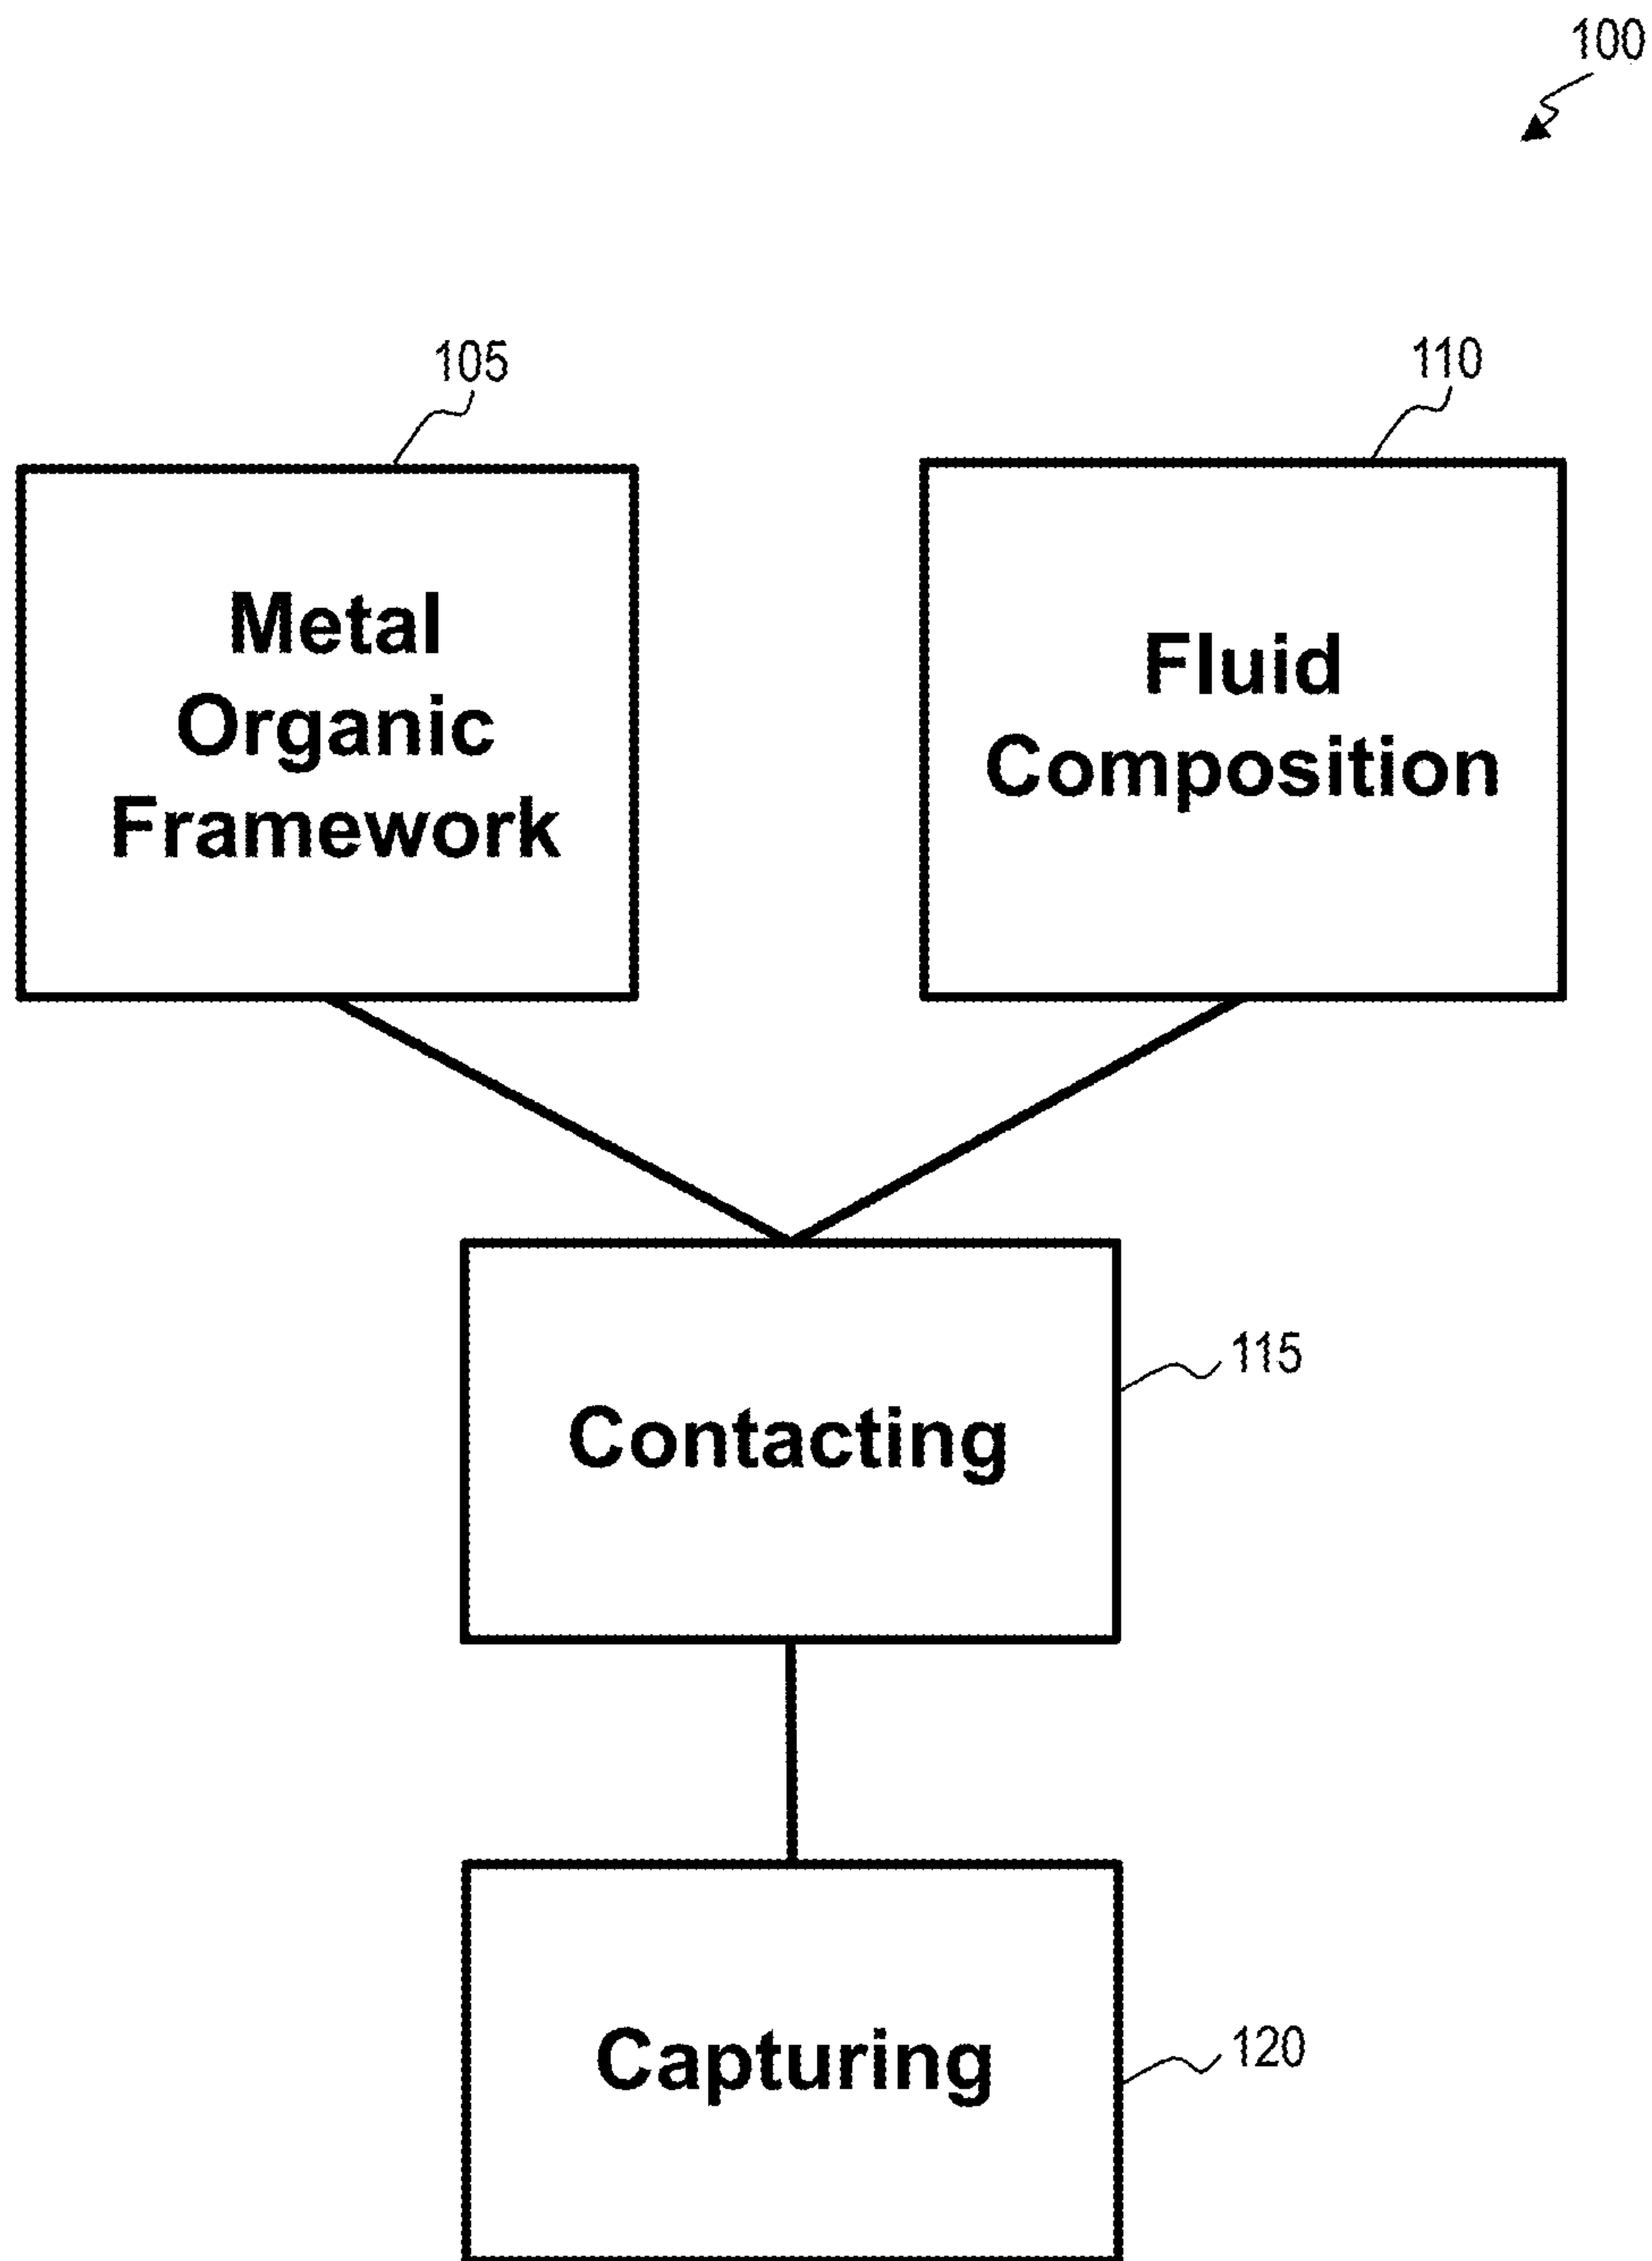 100
105
110
Metal
Organic
Framework
Fluid
Composition
Contacting
115
Capturing
120